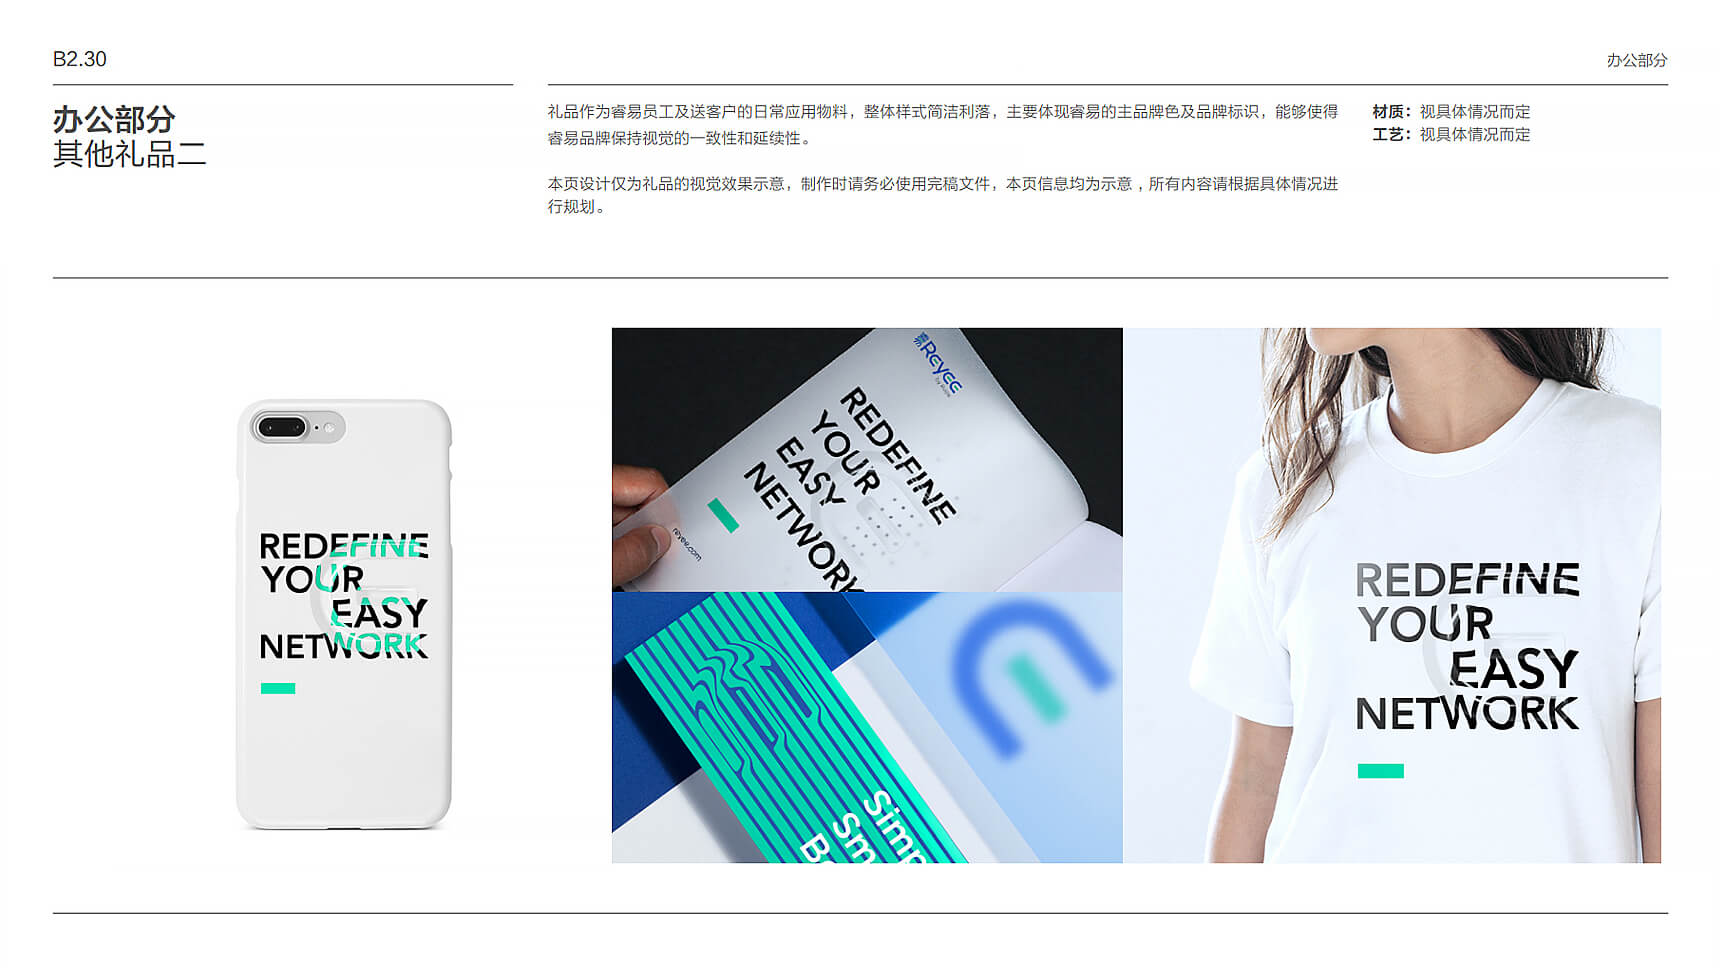 B2.30
办公部分
办公部分
其他礼品二
礼品作为睿易员工及送客户的日常应用物料，整体样式简洁利落，主要体现睿易的主品牌色及品牌标识，能够使得
睿易品牌保持视觉的一致性和延续性。
本页设计仅为礼品的视觉效果示意，制作时请务必使用完稿文件，本页信息均为示意，所有内容请根据具体情况进
行规划。
材质：视具体情况而定
工艺：视具体情况而定
REDEFINE
YOUR
EASY
NETWORK
睿易 Reyee
REDEFINE
YOUR
EASY
NETWORK
reyee.com
Simp
Sm
REDEFINE
YOUR
EASY
NETWORK